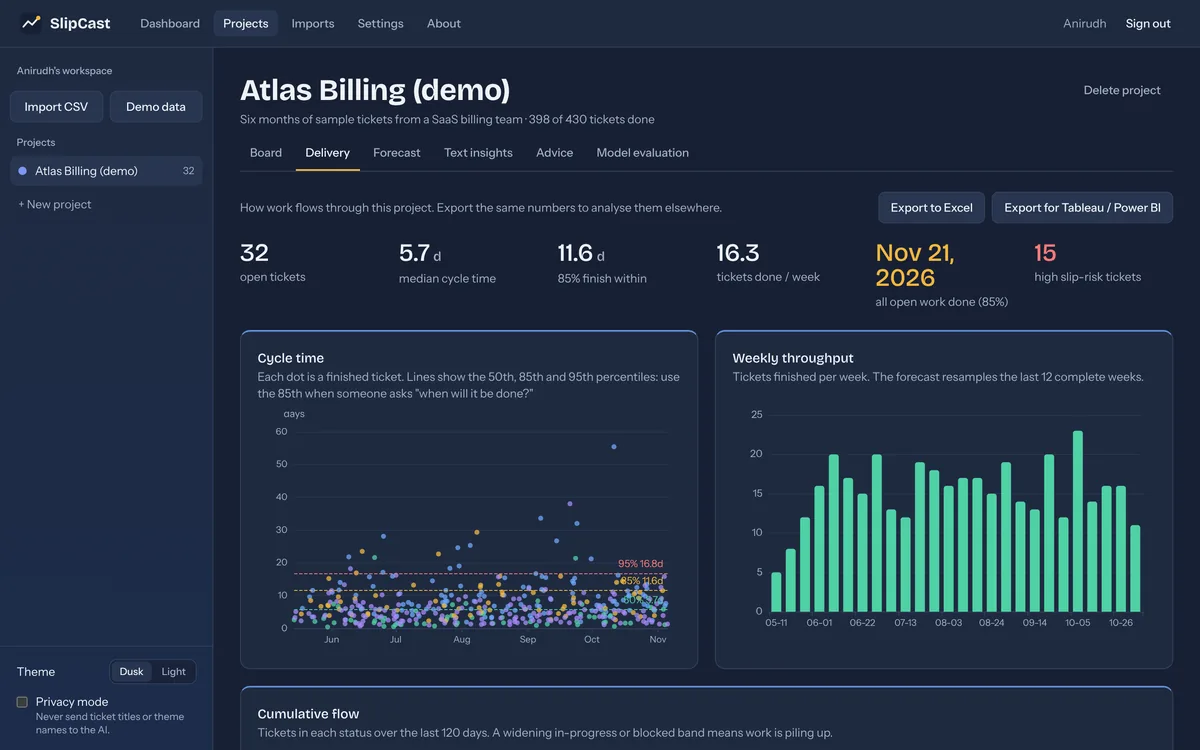 SlipCast
Dashboard
Projects
Imports
Settings
About
Anirudh
Sign out
Anirudh's workspace
Import CSV
Demo data
Projects
Atlas Billing (demo)
32
+ New project
Theme
Dusk
Light
Privacy mode
Never send ticket titles or theme
names to the AI.
Atlas Billing (demo)
Delete project
Six months of sample tickets from a SaaS billing team · 398 of 430 tickets done
Board
Delivery
Forecast
Text insights
Advice
Model evaluation
How work flows through this project. Export the same numbers to analyse them elsewhere.
Export to Excel
Export for Tableau / Power BI
32
open tickets
5.7 d
median cycle time
11.6 d
85% finish within
16.3
tickets done / week
Nov 21,
2026
all open work done (85%)
15
high slip-risk tickets
Cycle time
Each dot is a finished ticket. Lines show the 50th, 85th and 95th percentiles: use
the 85th when someone asks "when will it be done?"
days
60
50
40
30
20
10
0
95% 16.8d
85% 11.6d
Jun
Jul
Aug
Sep
Oct
Nov
Weekly throughput
Tickets finished per week. The forecast resamples the last 12 complete weeks.
25
20
15
10
5
0
05-11
06-01
06-22
07-13
08-03
08-24
09-14
10-05
10-26
Cumulative flow
Tickets in each status over the last 120 days. A widening in-progress or blocked band means work is piling up.